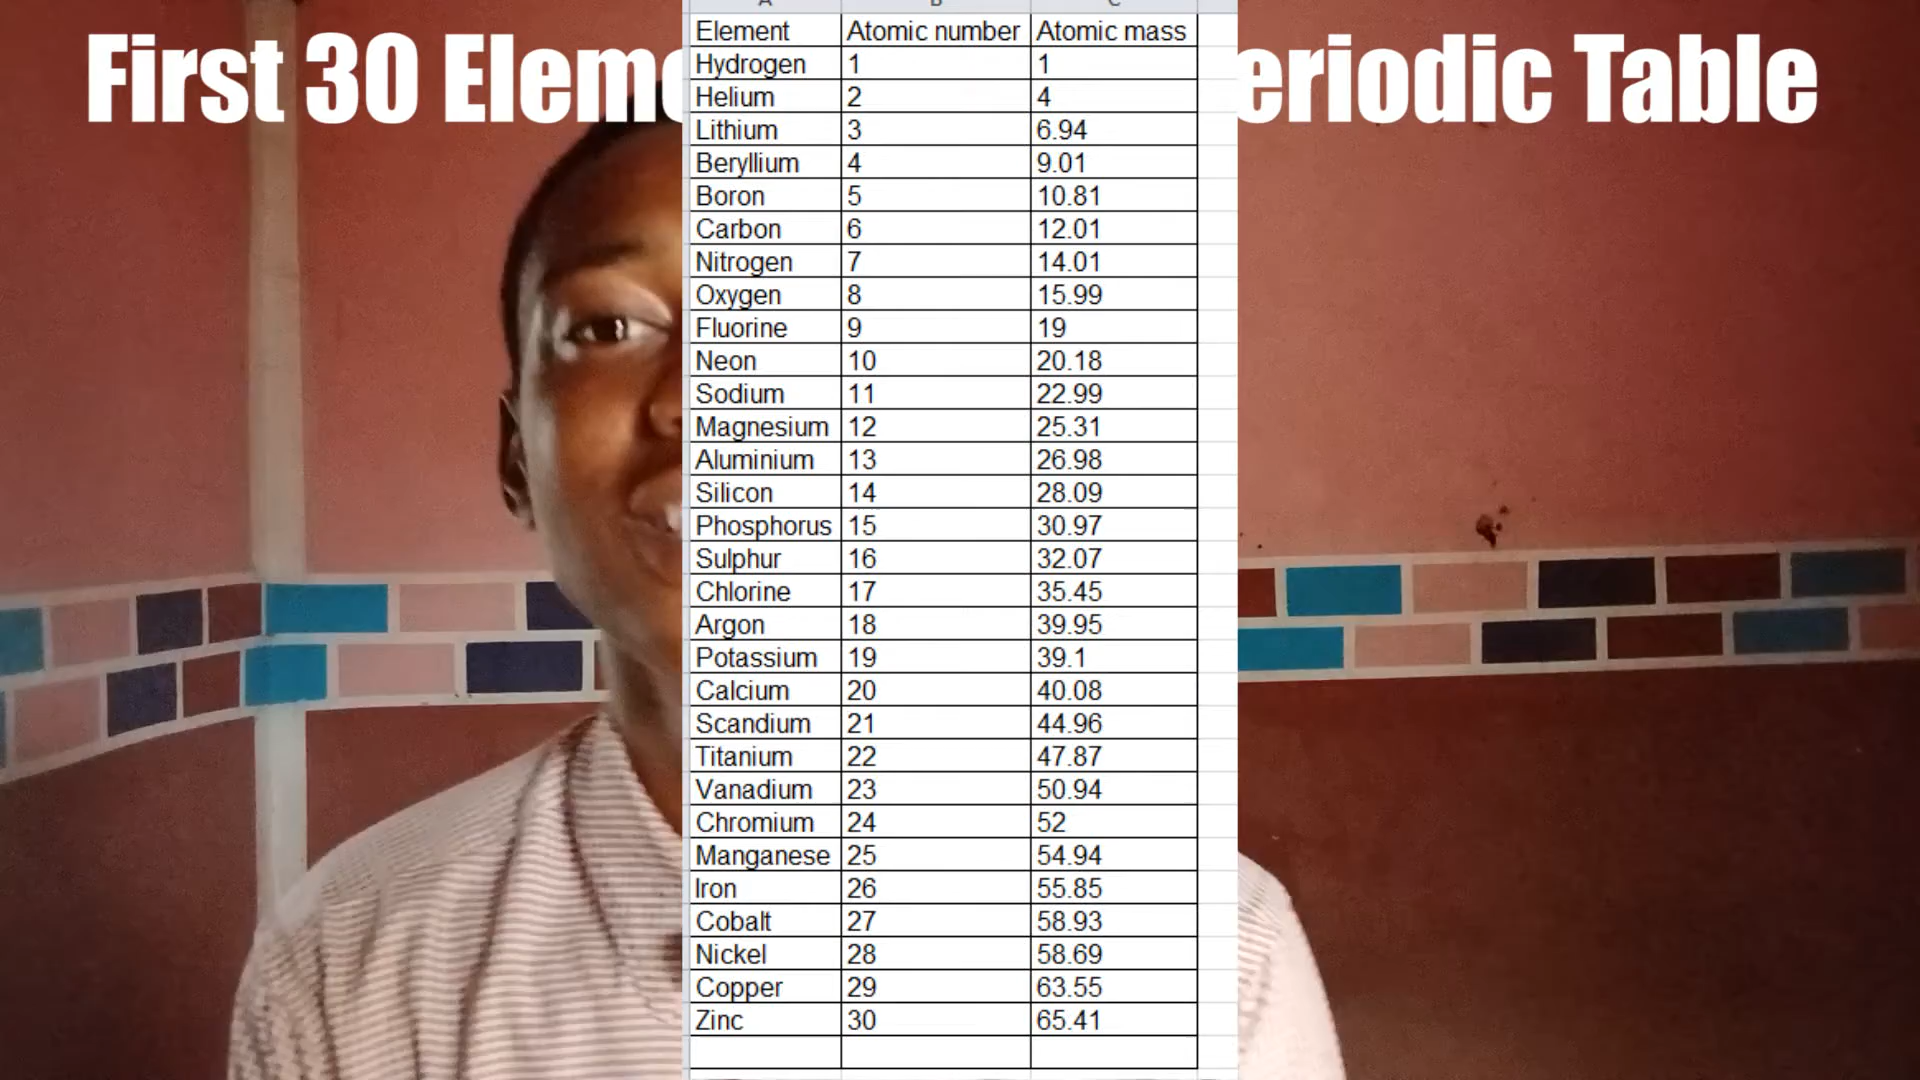 First 30 Eleme eriodic Table
A B C
Element Atomic number Atomic mass
Hydrogen 1 1
Helium 2 4
Lithium 3 6.94
Beryllium 4 9.01
Boron 5 10.81
Carbon 6 12.01
Nitrogen 7 14.01
Oxygen 8 15.99
Fluorine 9 19
Neon 10 20.18
Sodium 11 22.99
Magnesium 12 25.31
Aluminium 13 26.98
Silicon 14 28.09
Phosphorus 15 30.97
Sulphur 16 32.07
Chlorine 17 35.45
Argon 18 39.95
Potassium 19 39.1
Calcium 20 40.08
Scandium 21 44.96
Titanium 22 47.87
Vanadium 23 50.94
Chromium 24 52
Manganese 25 54.94
Iron 26 55.85
Cobalt 27 58.93
Nickel 28 58.69
Copper 29 63.55
Zinc 30 65.41